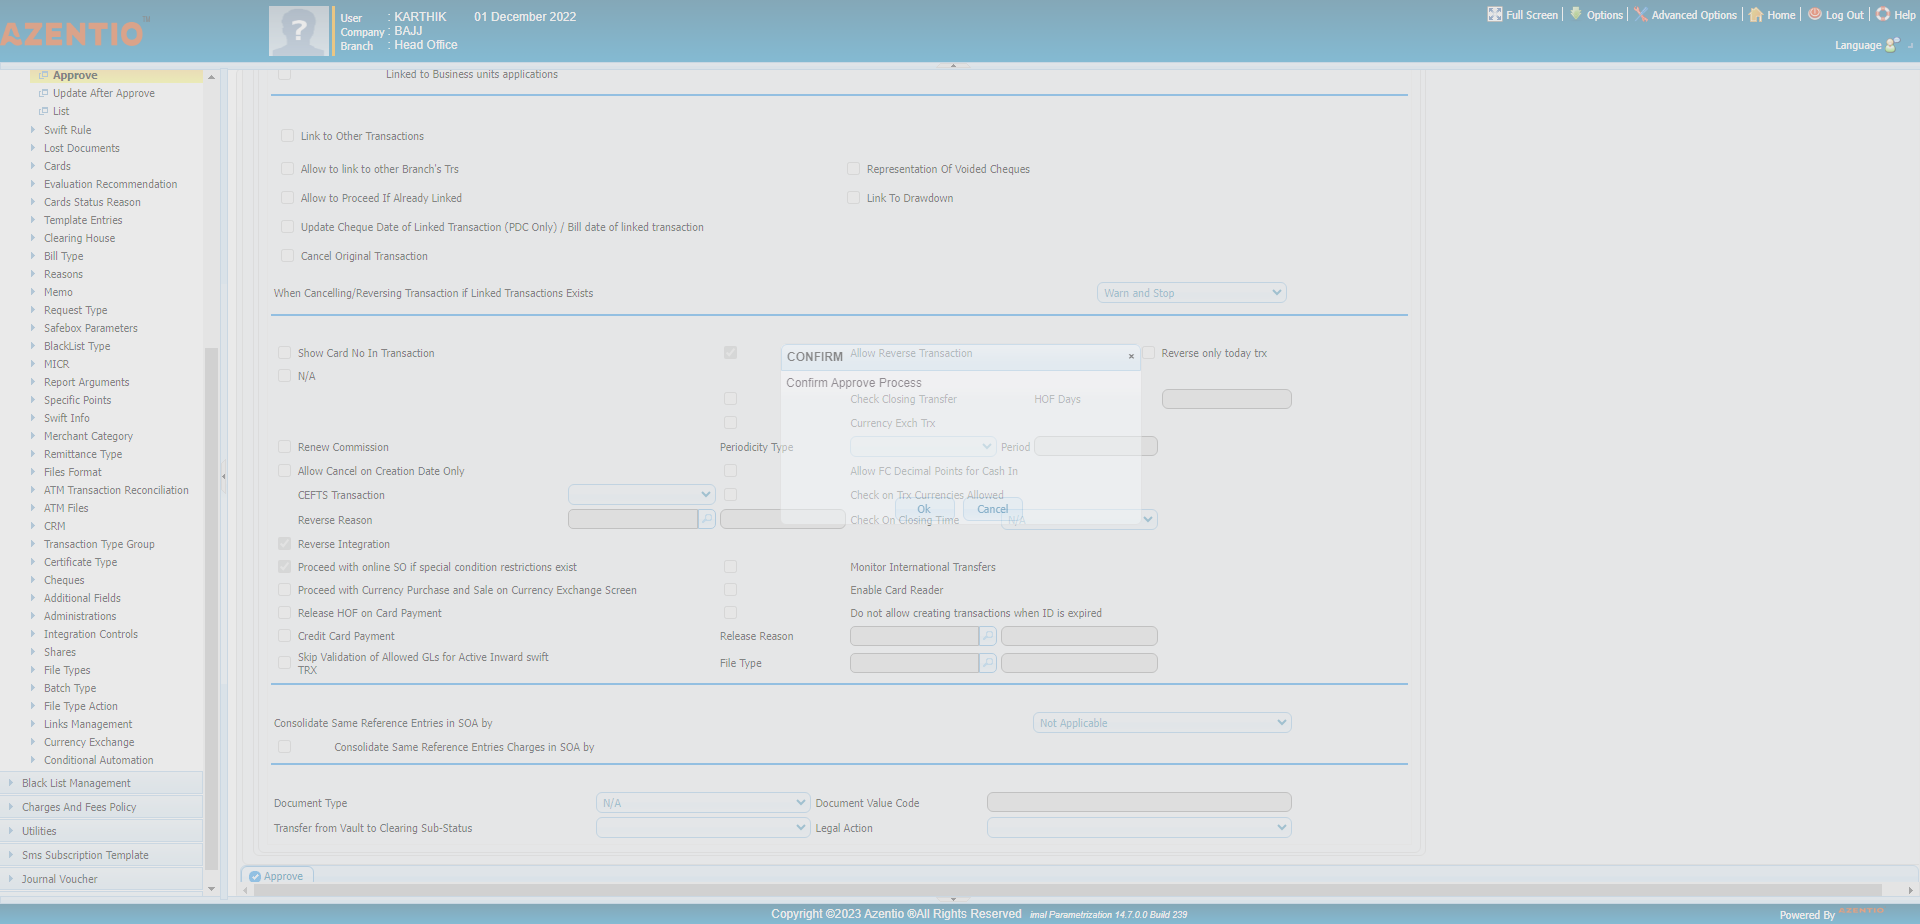 AZENTIO™
User : KARTHIK 01 December 2022
Company : BAJJ
Branch : Head Office
Full Screen Options Advanced Options Home Log Out Help
Language
Approve
Update After Approve
List
Swift Rule
Lost Documents
Cards
Evaluation Recommendation
Cards Status Reason
Template Entries
Clearing House
Bill Type
Reasons
Memo
Request Type
Safebox Parameters
BlackList Type
MICR
Report Arguments
Specific Points
Swift Info
Merchant Category
Remittance Type
Files Format
ATM Transaction Reconciliation
ATM Files
CRM
Transaction Type Group
Certificate Type
Cheques
Additional Fields
Administrations
Integration Controls
Shares
File Types
Batch Type
File Type Action
Links Management
Currency Exchange
Conditional Automation
Black List Management
Charges And Fees Policy
Utilities
Sms Subscription Template
Journal Voucher
Linked to Business units applications
Link to Other Transactions
Allow to link to other Branch's Trs Representation Of Voided Cheques
Allow to Proceed If Already Linked Link To Drawdown
Update Cheque Date of Linked Transaction (PDC Only) / Bill date of linked transaction
Cancel Original Transaction
When Cancelling/Reversing Transaction if Linked Transactions Exists Warn and Stop
Show Card No In Transaction Allow Reverse Transaction Reverse only today trx
N/A
CONFIRM ×
Confirm Approve Process
Check Closing Transfer HOF Days
Currency Exch Trx
Renew Commission Periodicity Type Period
Allow Cancel on Creation Date Only Allow FC Decimal Points for Cash In
CEFTS Transaction Check on Trx Currencies Allowed
Ok Cancel
Reverse Reason Check On Closing Time N/A
Reverse Integration
Proceed with online SO if special condition restrictions exist Monitor International Transfers
Proceed with Currency Purchase and Sale on Currency Exchange Screen Enable Card Reader
Release HOF on Card Payment Do not allow creating transactions when ID is expired
Credit Card Payment Release Reason
Skip Validation of Allowed GLs for Active Inward swift
TRX File Type
Consolidate Same Reference Entries in SOA by Not Applicable
Consolidate Same Reference Entries Charges in SOA by
Document Type N/A Document Value Code
Transfer from Vault to Clearing Sub-Status Legal Action
Approve
Copyright ©2023 Azentio ®All Rights Reserved imal Parametrization 14.7.0.0 Build 239
Powered By AZENTIO